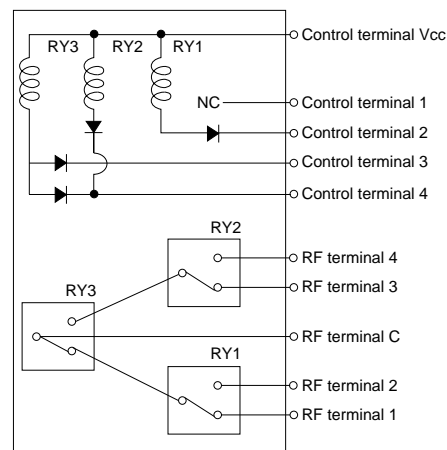 Control terminal Vcc
RY3 RY2 RY1
NC
Control terminal 1
Control terminal 2
Control terminal 3
Control terminal 4
RY2
RF terminal 4
RF terminal 3
RY3
RF terminal C
RY1
RF terminal 2
RF terminal 1